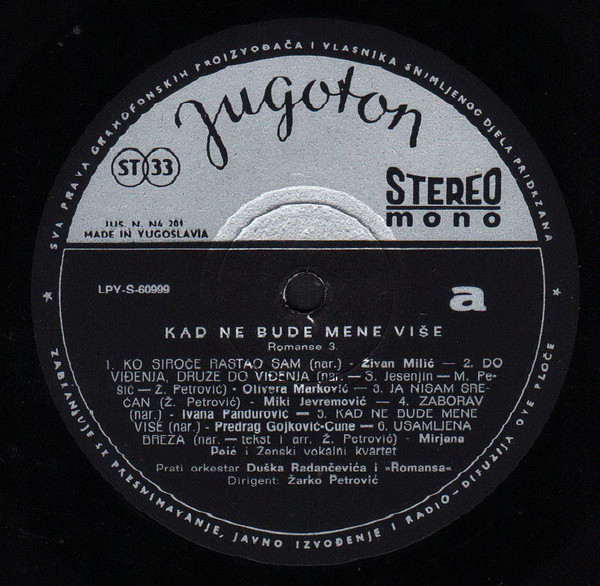 SVA PRAVA GRAMOFONSKIH PROIZVOĐAČA I VLASNIKA SNIMLJENOG DJELA PRIDRŽANA
jugoton
ST 33
STEREO
mono
JUS. N. N4 201
MADE IN YUGOSLAVIA
LPY-S-60999
a
KAD NE BUDE MENE VIŠE
Romanse 3.
1. KO SIROČE RASTAO SAM (nar.) - Živan Milić — 2. DO
VIĐENJA, DRUŽE DO VIĐENJA (nar. — S. Jesenjin — M. Pe-
šić — Ž. Petrović) - Olivera Marković — 3. JA NISAM SRE-
ĆAN (Ž. Petrović) - Miki Jevremović — 4. ZABORAV
(nar.) - Ivana Pandurović — 5. KAD NE BUDE MENE
VIŠE (nar.) - Predrag Gojković-Cune — 6. USAMLJENA
BREZA (nar. — tekst i arr. Ž. Petrović) - Mirjana
Peić i Ženski vokalni kvartet
Prati orkestar Duška Radančevića i »Romansa«
Dirigent: Žarko Petrović
ZABRANJUJE SE PRESNIMAVANJE, JAVNO IZVOĐENJE I RADIO-DIFUZIJA OVE PLOČE